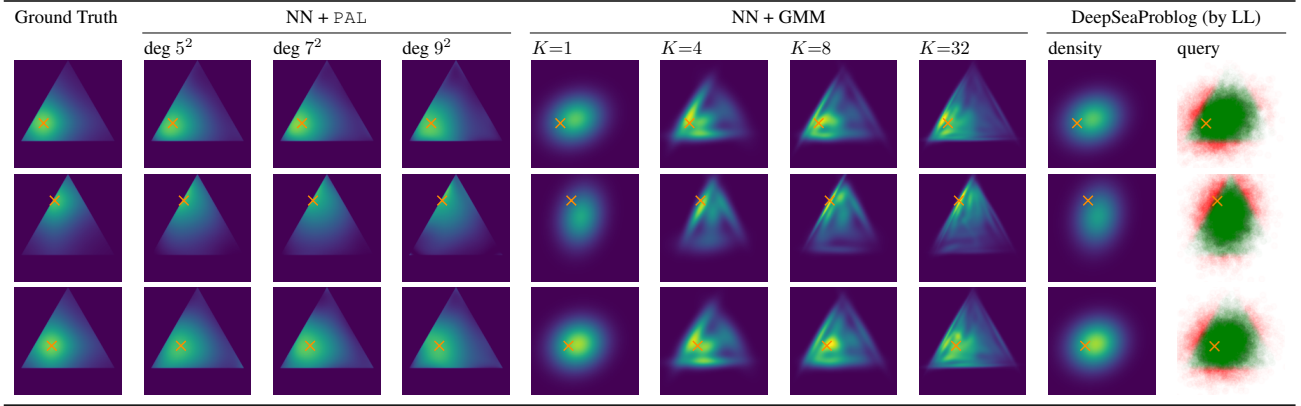 Ground Truth NN + PAL NN + GMM DeepSeaProblog (by LL)
deg 5² deg 7² deg 9² K=1 K=4 K=8 K=32 density query